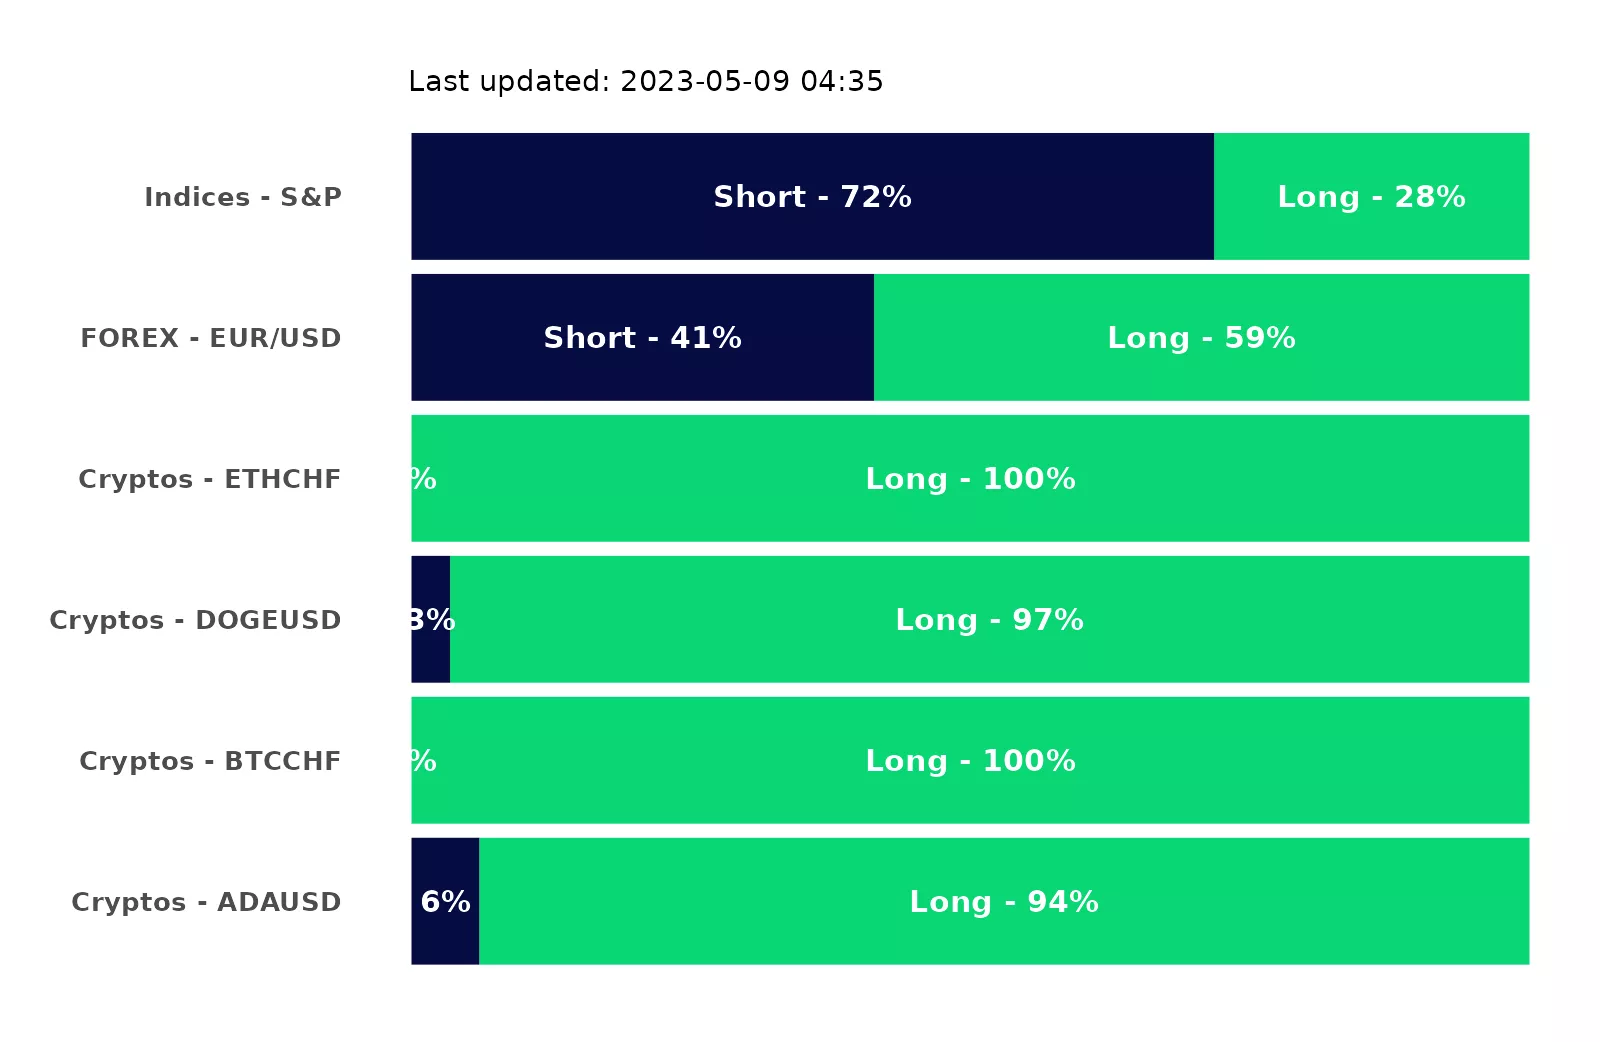 Last updated: 2023-05-09 04:35
Indices - S&P Short - 72% Long - 28%
FOREX - EUR/USD Short - 41% Long - 59%
Cryptos - ETHCHF % Long - 100%
Cryptos - DOGEUSD 3% Long - 97%
Cryptos - BTCCHF % Long - 100%
Cryptos - ADAUSD 6% Long - 94%